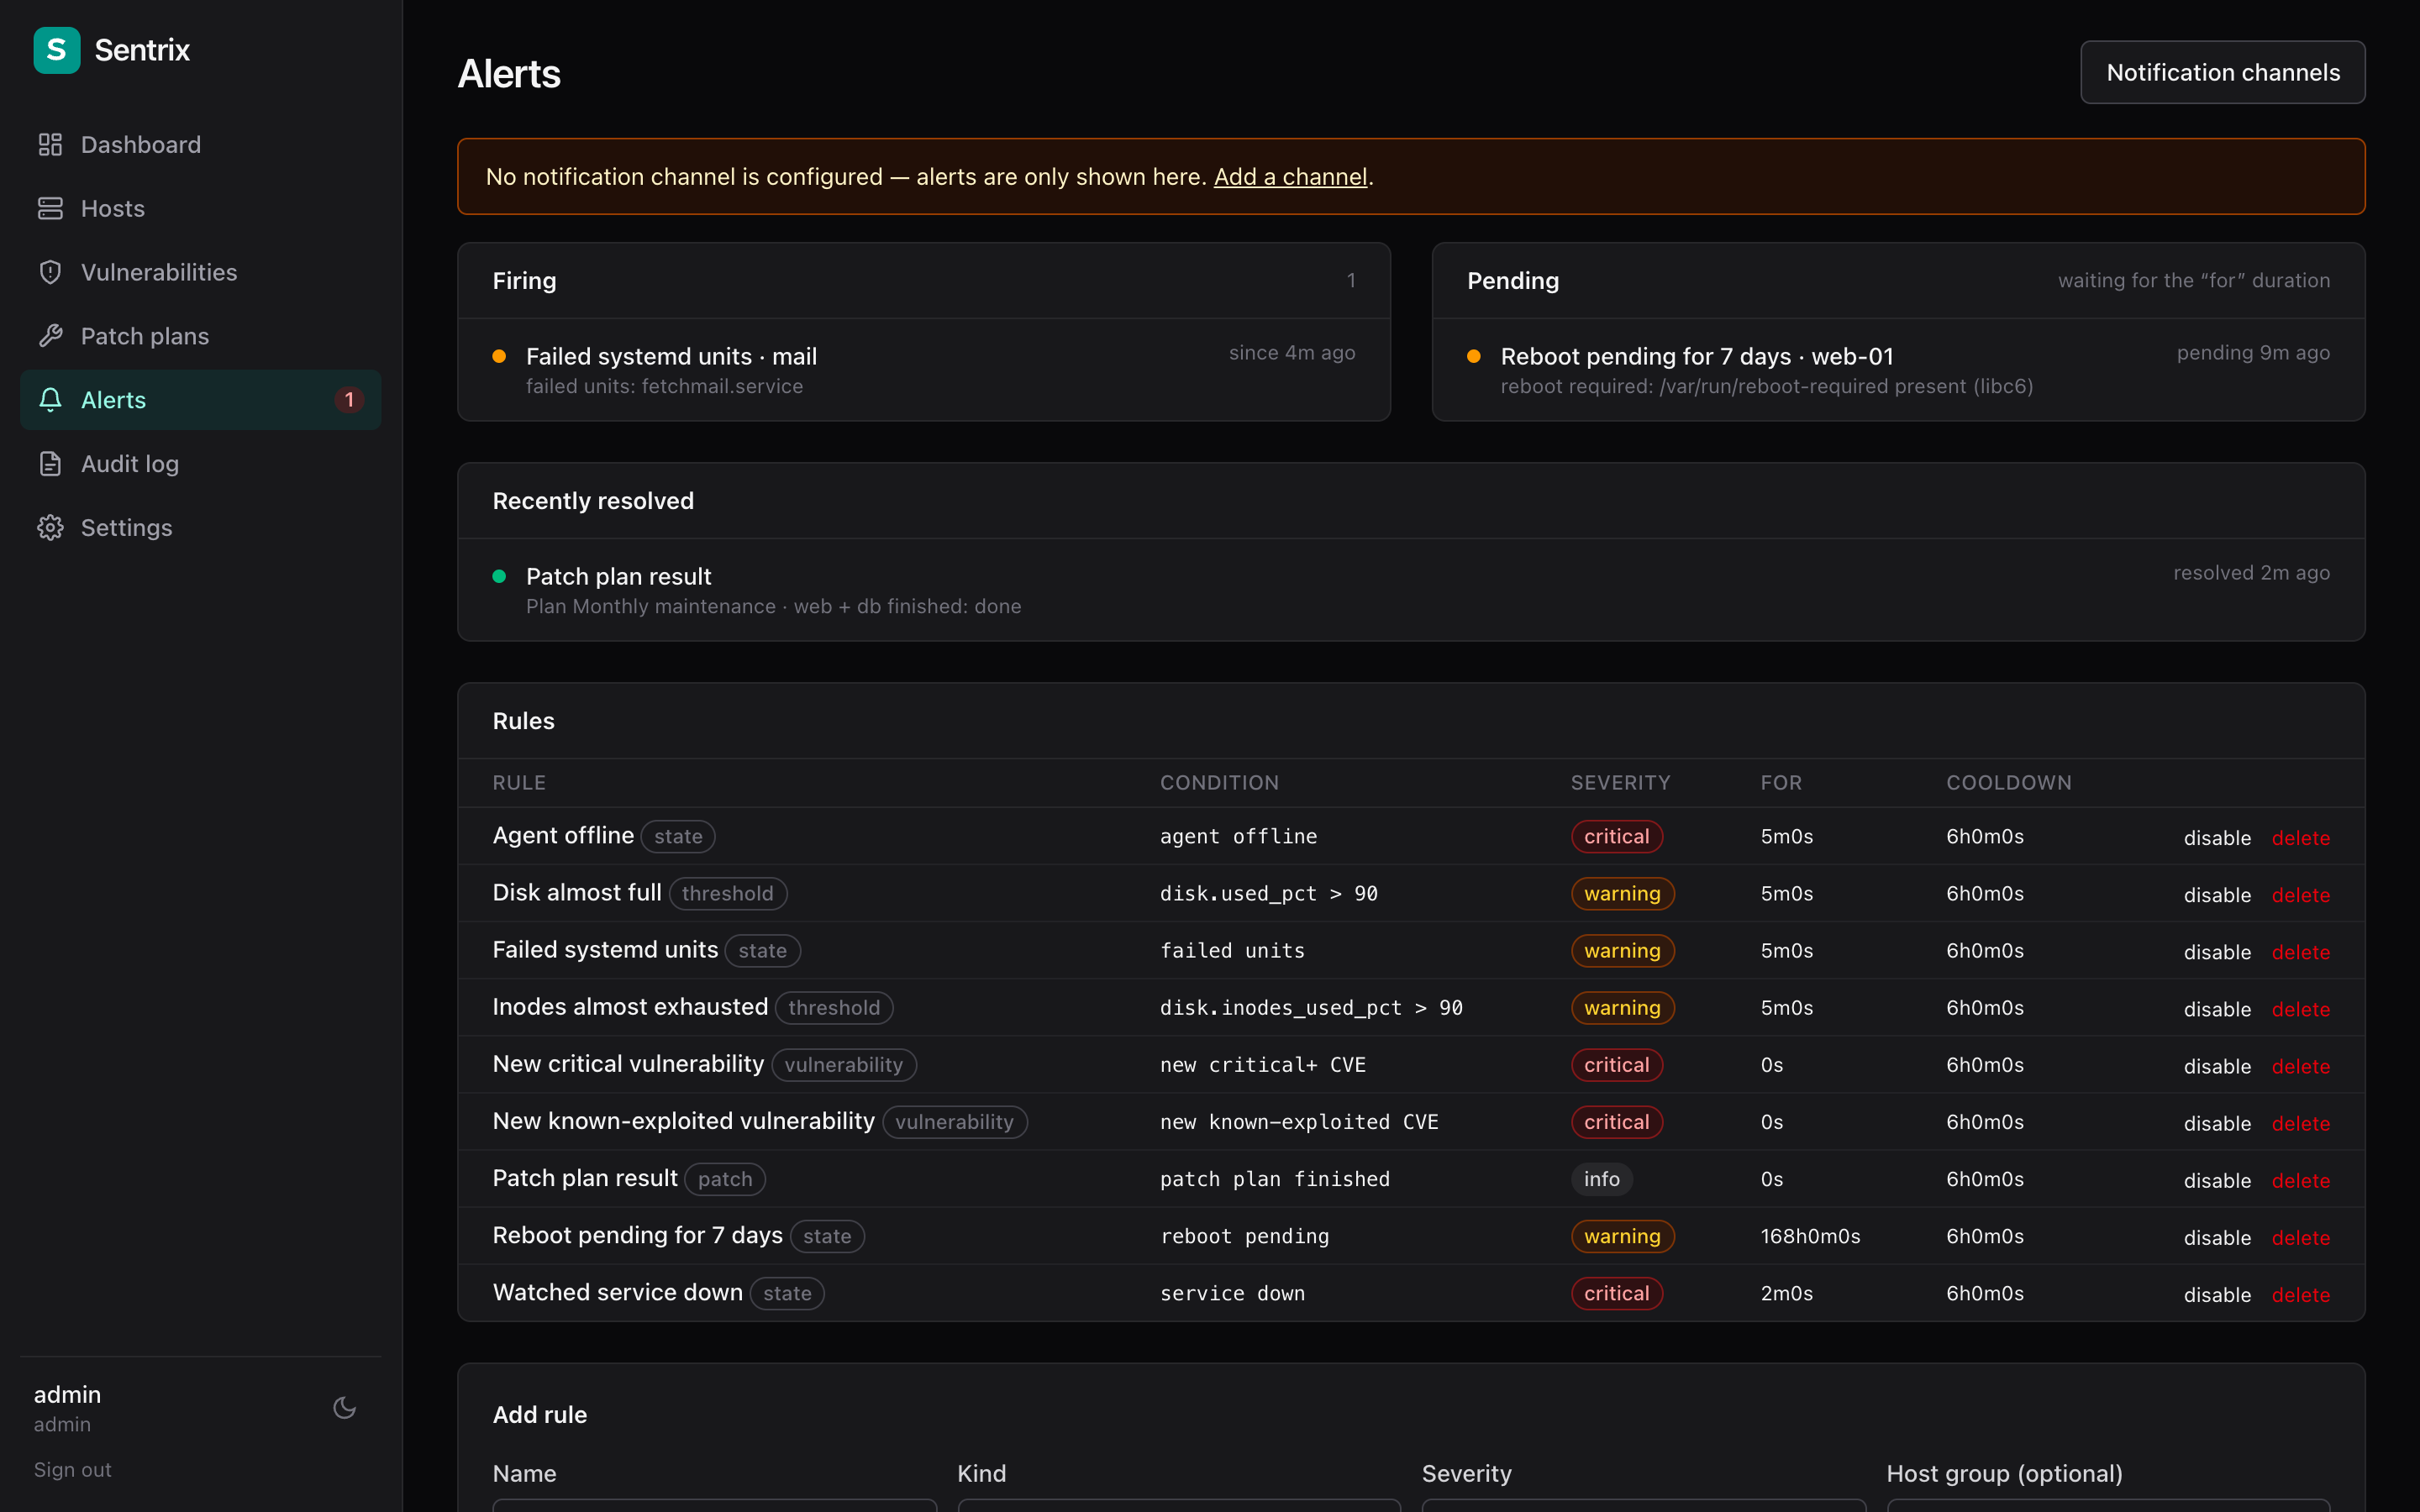 S Sentrix
Dashboard
Hosts
Vulnerabilities
Patch plans
Alerts 1
Audit log
Settings
admin
admin
Sign out
Alerts
Notification channels
No notification channel is configured — alerts are only shown here. Add a channel.
Firing 1
Failed systemd units · mail since 4m ago
failed units: fetchmail.service
Pending waiting for the “for” duration
Reboot pending for 7 days · web-01 pending 9m ago
reboot required: /var/run/reboot-required present (libc6)
Recently resolved
Patch plan result resolved 2m ago
Plan Monthly maintenance · web + db finished: done
Rules
RULE CONDITION SEVERITY FOR COOLDOWN
Agent offline state agent offline critical 5m0s 6h0m0s disable delete
Disk almost full threshold disk.used_pct > 90 warning 5m0s 6h0m0s disable delete
Failed systemd units state failed units warning 5m0s 6h0m0s disable delete
Inodes almost exhausted threshold disk.inodes_used_pct > 90 warning 5m0s 6h0m0s disable delete
New critical vulnerability vulnerability new critical+ CVE critical 0s 6h0m0s disable delete
New known-exploited vulnerability vulnerability new known-exploited CVE critical 0s 6h0m0s disable delete
Patch plan result patch patch plan finished info 0s 6h0m0s disable delete
Reboot pending for 7 days state reboot pending warning 168h0m0s 6h0m0s disable delete
Watched service down state service down critical 2m0s 6h0m0s disable delete
Add rule
Name Kind Severity Host group (optional)